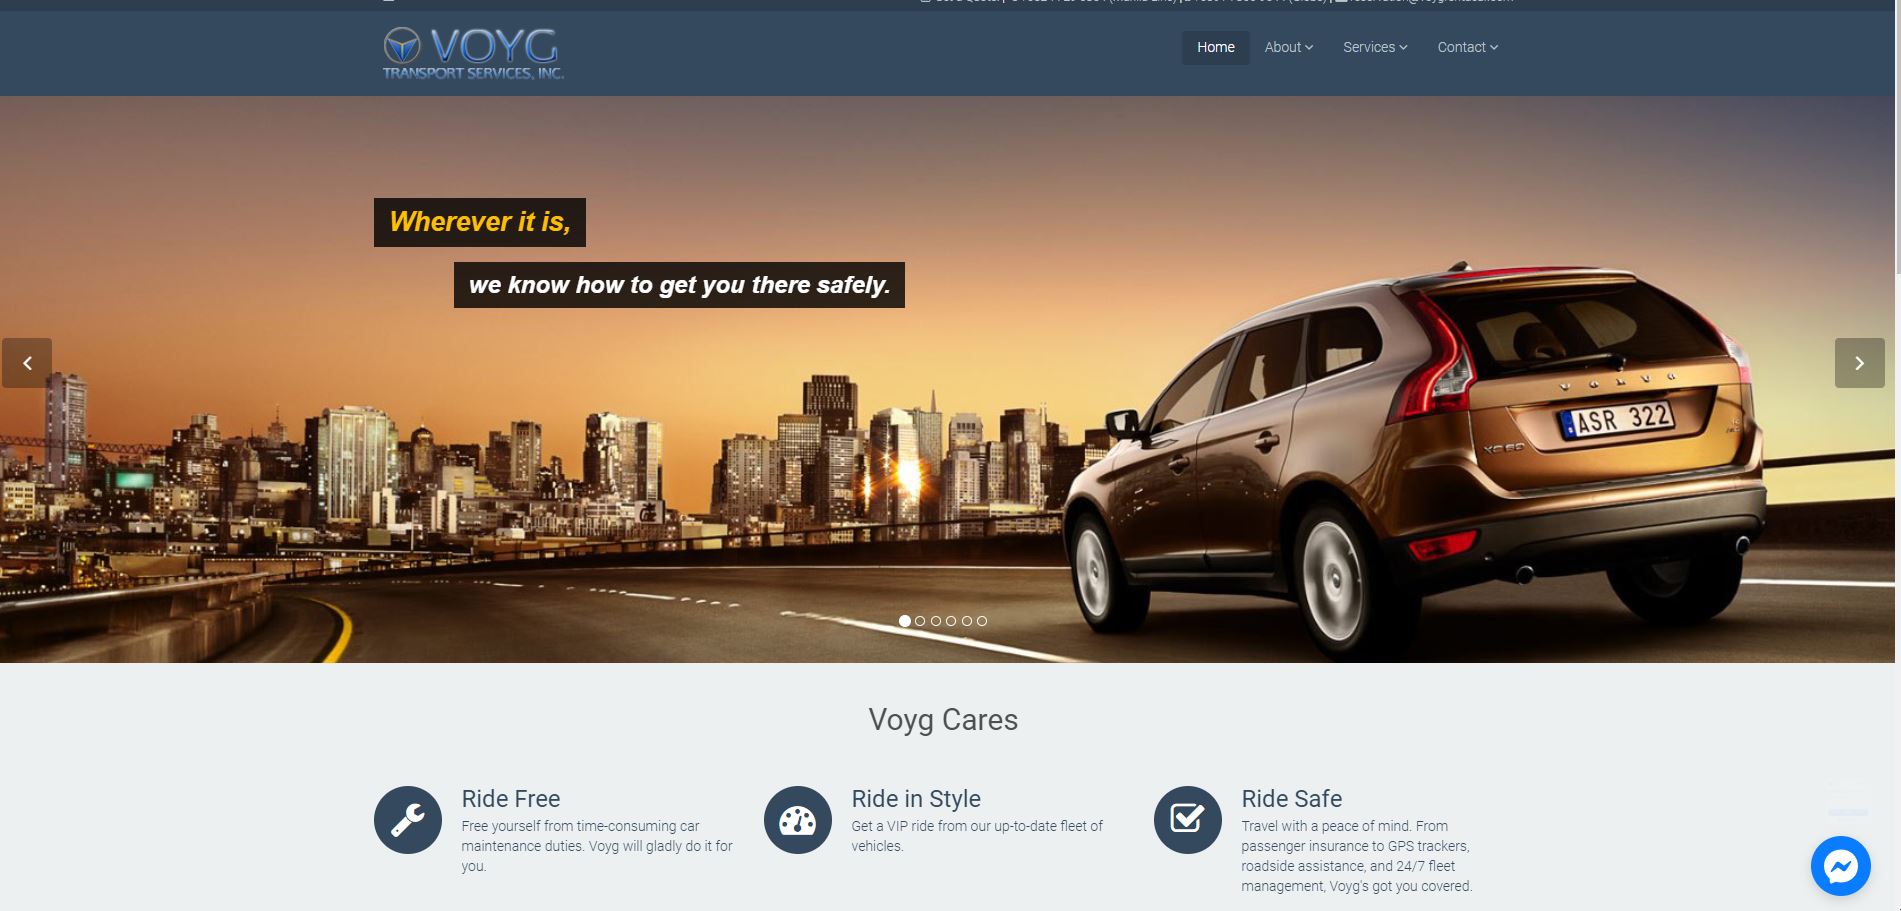 VOYG
TRANSPORT SERVICES, INC.
Home
About
Services
Contact
Wherever it is,
we know how to get you there safely.
VOLVO
XC60
ASR 322
Voyg Cares
Ride Free
Free yourself from time-consuming car
maintenance duties. Voyg will gladly do it for
you.
Ride in Style
Get a VIP ride from our up-to-date fleet of
vehicles.
Ride Safe
Travel with a peace of mind. From
passenger insurance to GPS trackers,
roadside assistance, and 24/7 fleet
management, Voyg's got you covered.